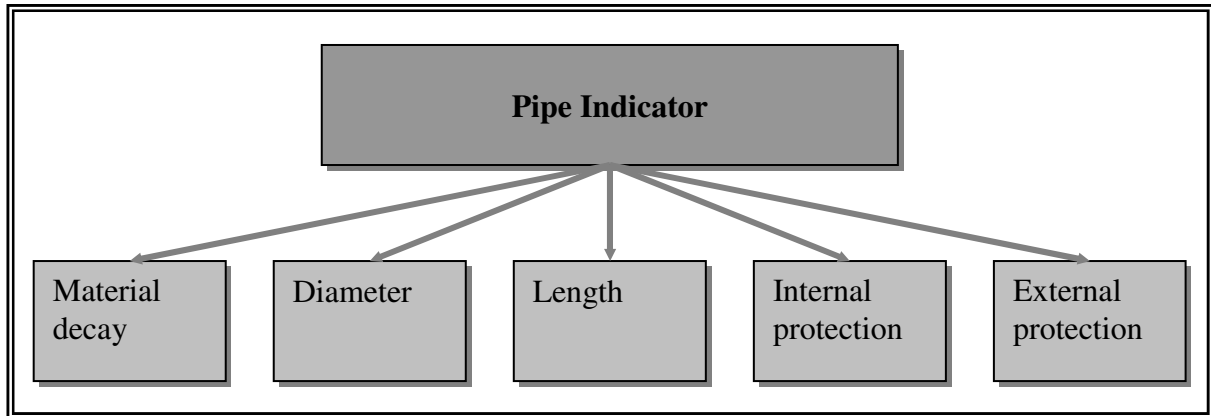 Pipe Indicator
Material
decay
Diameter
Length
Internal
protection
External
protection